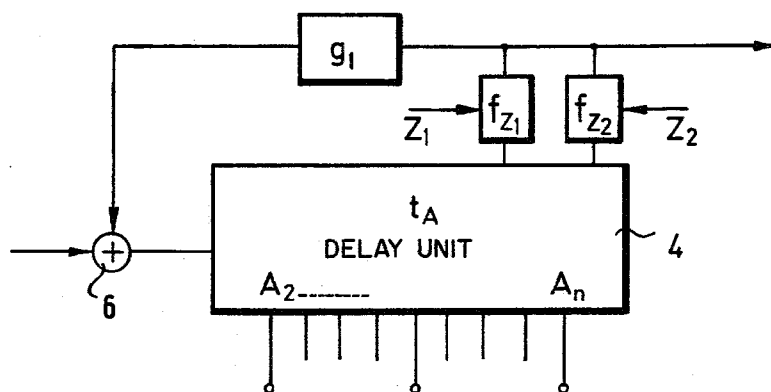 g1
Z1 fZ1 fZ2 Z2
tA
DELAY UNIT
4
6
A2-------- An